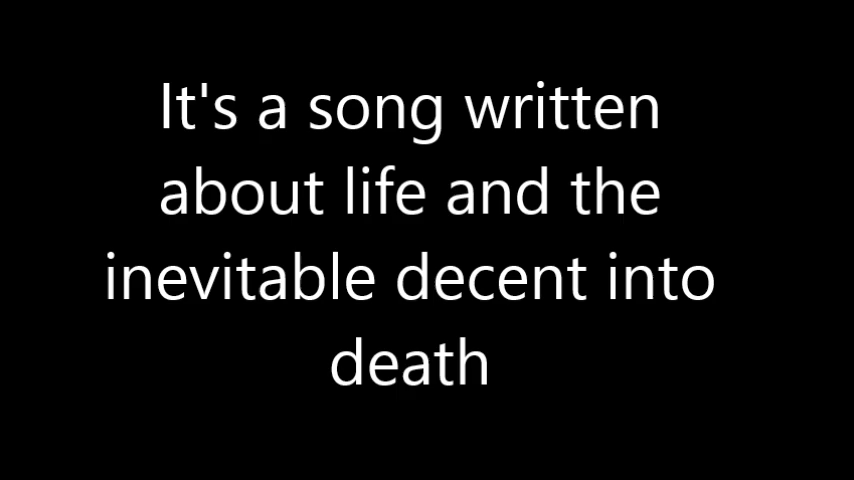 It's a song written
about life and the
inevitable decent into
death